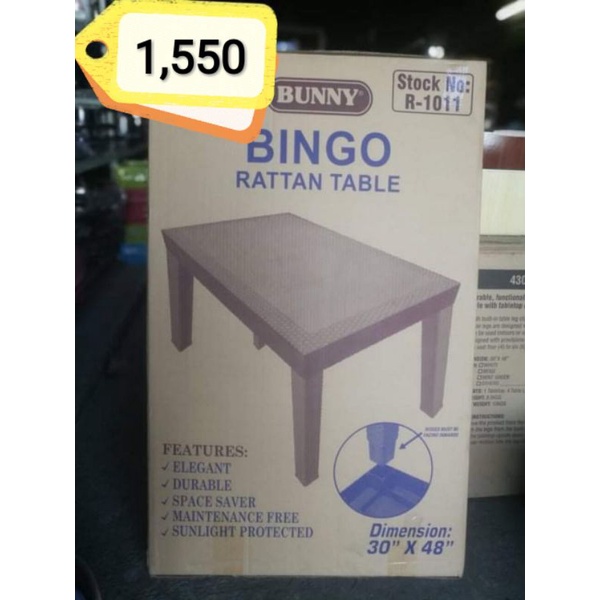 1,550
BUNNY®
Stock No:
R-1011
BINGO
RATTAN TABLE
FEATURES:
✓ ELEGANT
✓ DURABLE
✓ SPACE SAVER
✓ MAINTENANCE FREE
✓ SUNLIGHT PROTECTED
Dimension:
30" X 48"
430